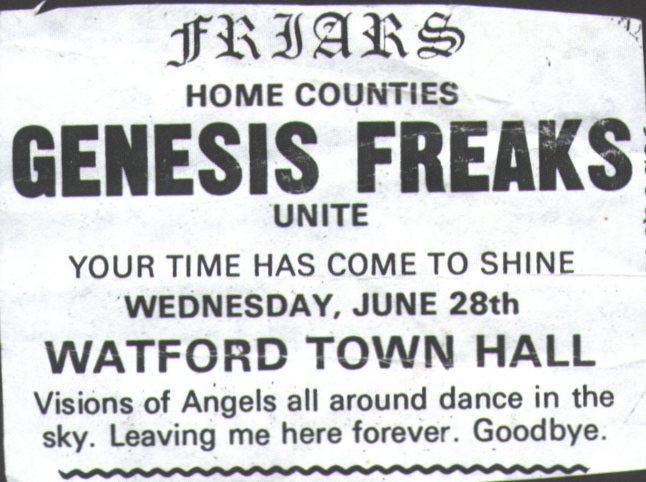 FRIARS
HOME COUNTIES
GENESIS FREAKS
UNITE
YOUR TIME HAS COME TO SHINE
WEDNESDAY, JUNE 28th
WATFORD TOWN HALL
Visions of Angels all around dance in the
sky. Leaving me here forever. Goodbye.